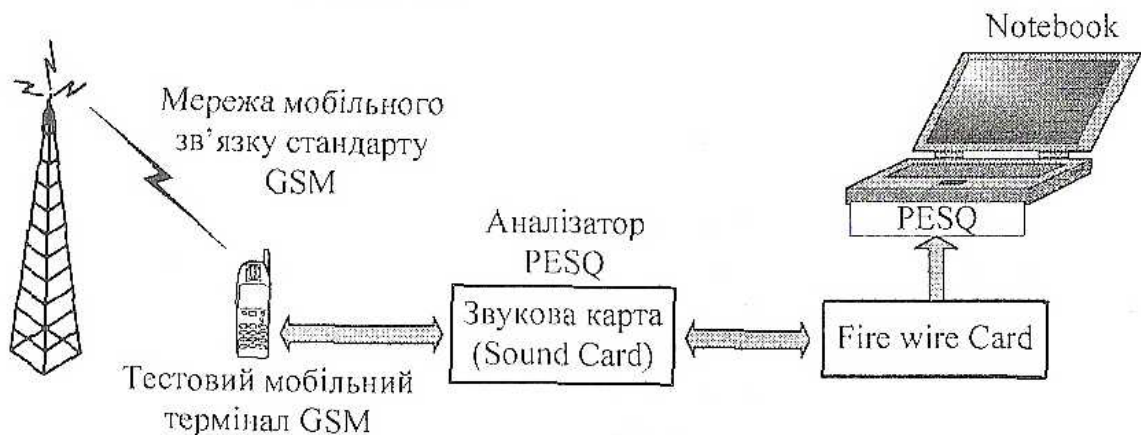 Notebook
Мережа мобільного
зв’язку стандарту
GSM
PESQ
Аналізатор
PESQ
Звукова карта
(Sound Card)
Fire wire Card
Тестовий мобільний
термінал GSM